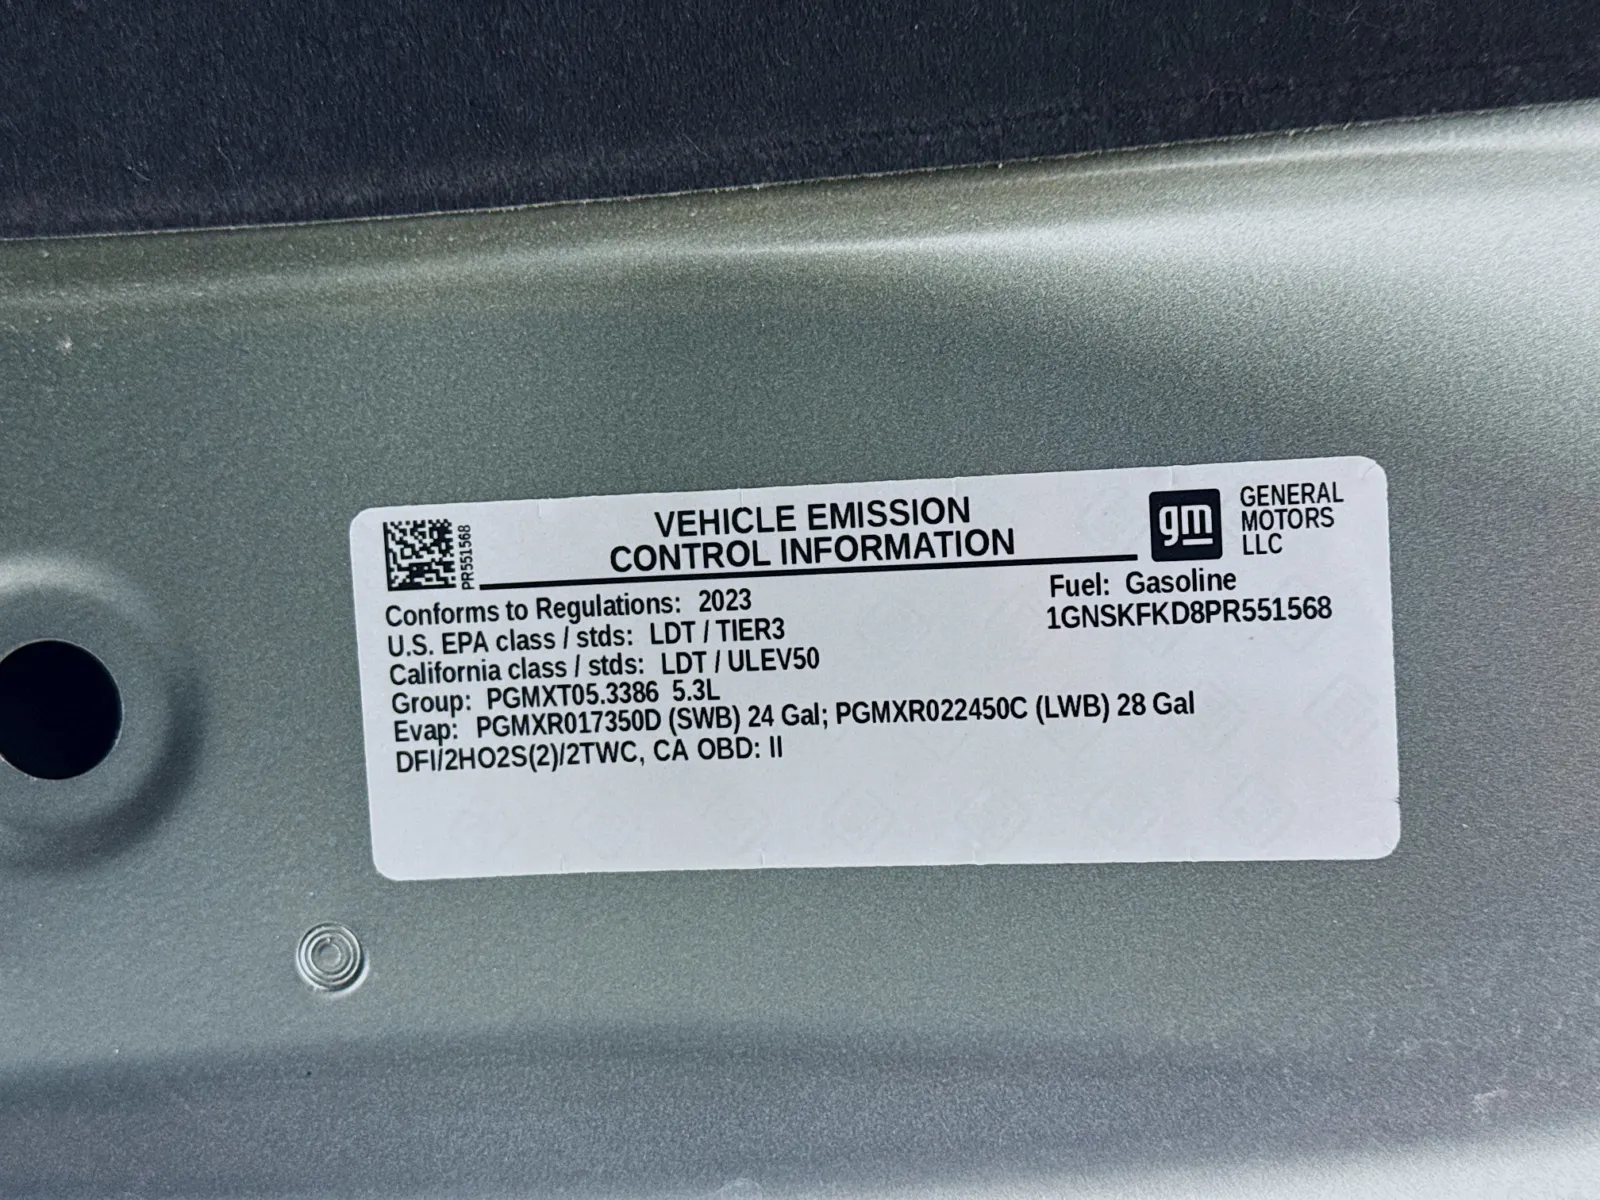 VEHICLE EMISSION
CONTROL INFORMATION
PR551568
gm
GENERAL
MOTORS
LLC
Conforms to Regulations: 2023
U.S. EPA class / stds: LDT / TIER3
California class / stds: LDT / ULEV50
Group: PGMXT05.3386 5.3L
Evap: PGMXR017350D (SWB) 24 Gal; PGMXR022450C (LWB) 28 Gal
DFI/2HO2S(2)/2TWC, CA OBD: II
Fuel: Gasoline
1GNSKFKD8PR551568